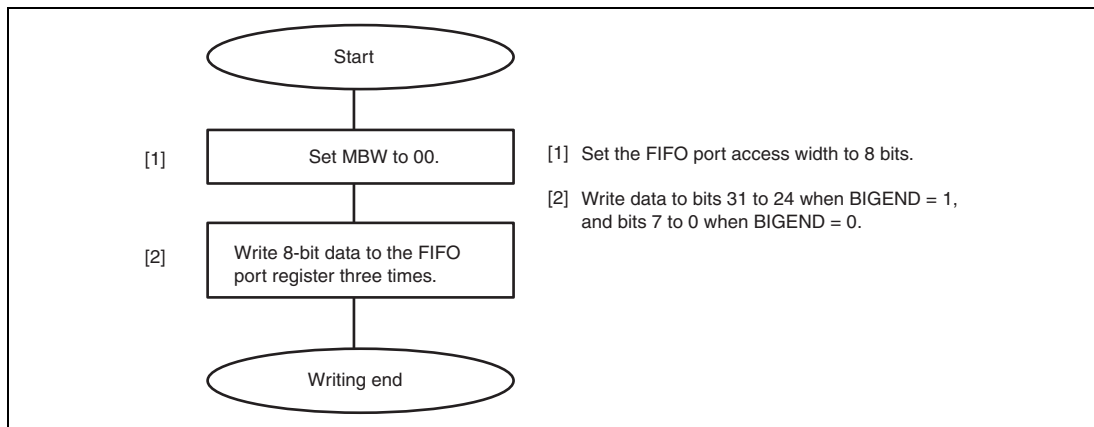 Start
[1]
Set MBW to 00.
[1] Set the FIFO port access width to 8 bits.
[2] Write data to bits 31 to 24 when BIGEND = 1,
and bits 7 to 0 when BIGEND = 0.
[2]
Write 8-bit data to the FIFO
port register three times.
Writing end